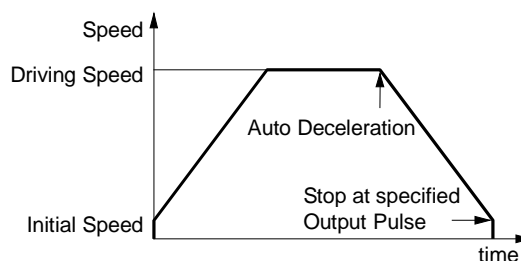 Speed
Driving Speed
Auto Deceleration
Stop at specified
Output Pulse
Initial Speed
time